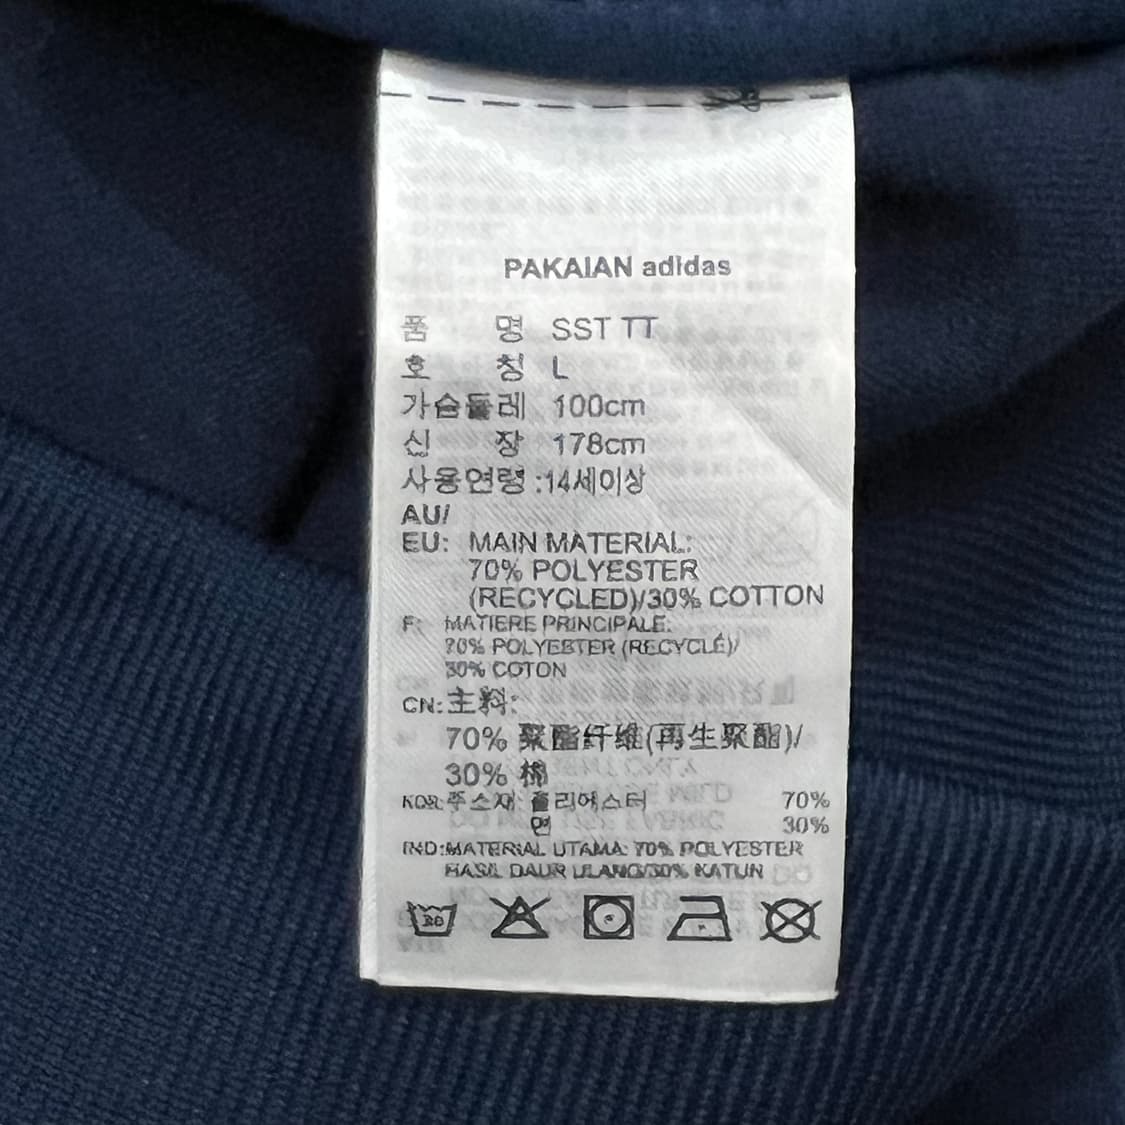 PAKAIAN adidas
품 명 SST TT
호 칭 L
가슴둘레 100cm
신 장 178cm
사용연령 :14세이상
AU/
EU: MAIN MATERIAL:
70% POLYESTER
(RECYCLED)/30% COTTON
F: MATIERE PRINCIPALE:
70% POLYESTER (RECYCLÉ)/
30% COTON
CN:主料:
70% 聚酯纤维(再生聚酯)/
30% 棉
KOR:주소재: 폴리에스터 70%
면 30%
IND:MATERIAL UTAMA: 70% POLYESTER
HASIL DAUR ULANG/30% KATUN
30